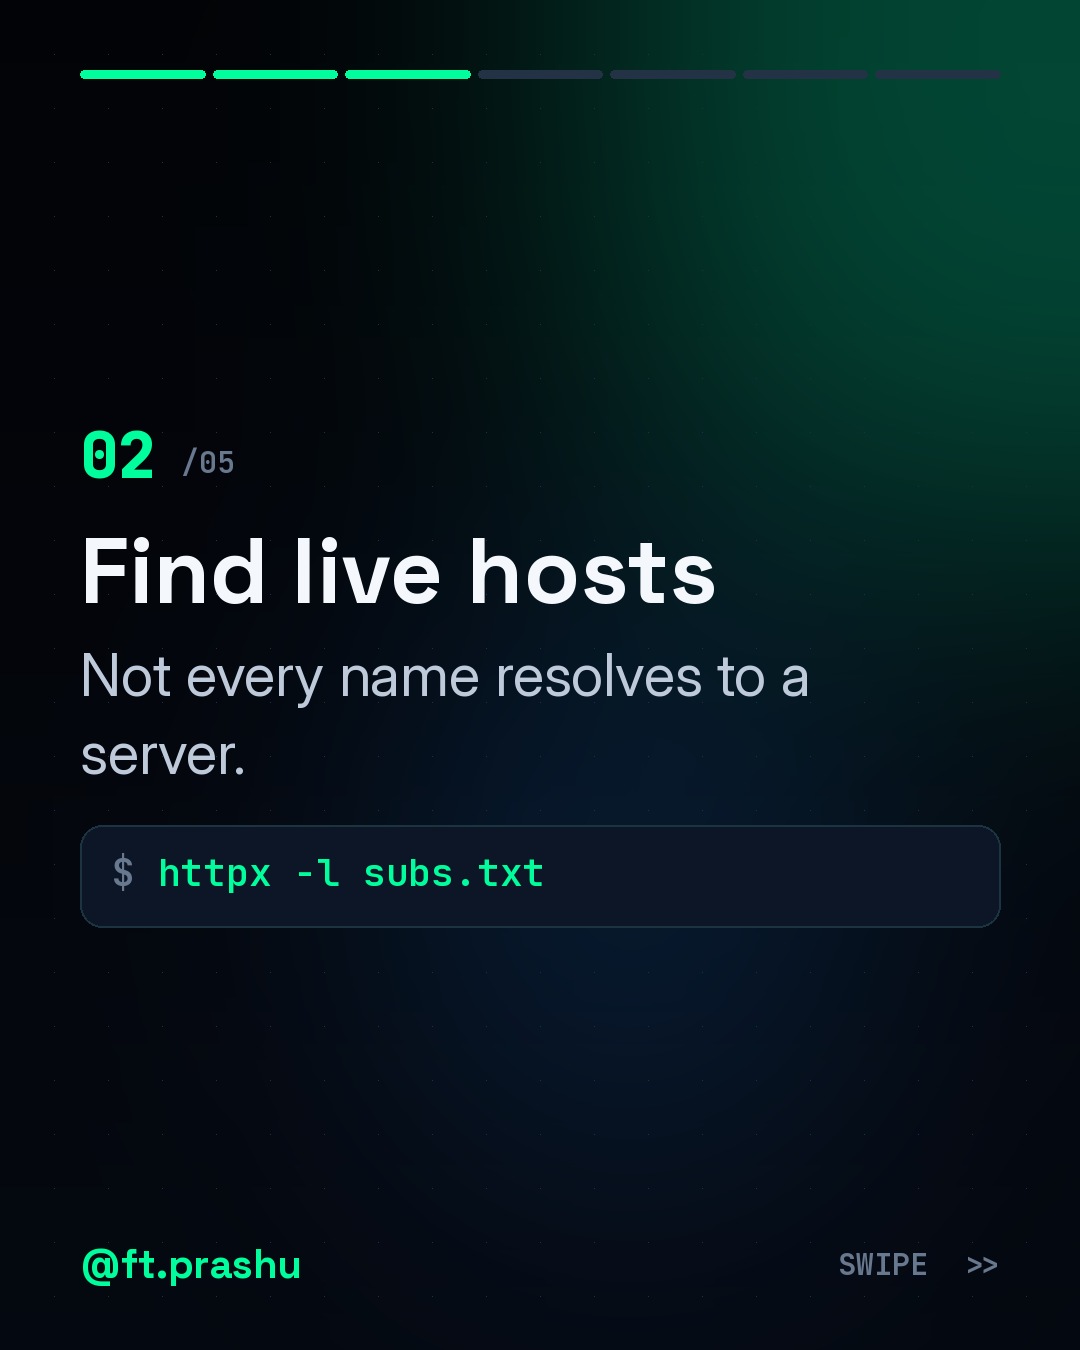 02 /05
Find live hosts
Not every name resolves to a
server.
$ httpx -l subs.txt
@ft.prashu SWIPE >>